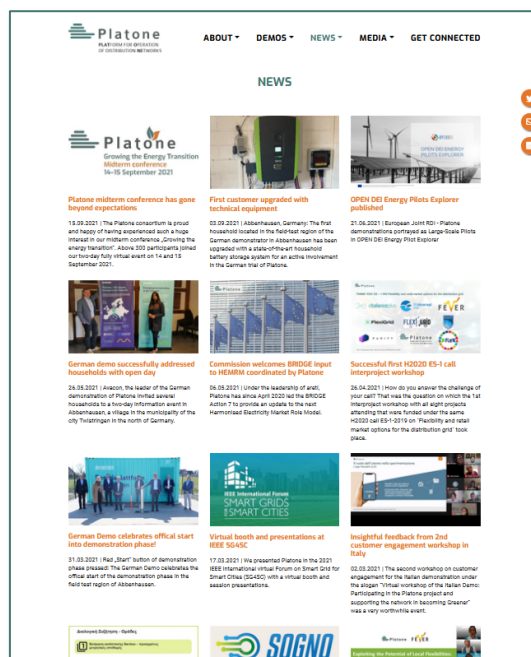 Platone
PLATFORM FOR OPERATION
OF DISTRIBUTION NETWORKS
ABOUT DEMOS NEWS MEDIA GET CONNECTED
NEWS
Platone
Growing the Energy Transition
Midterm conference
14-15 September 2021
Platone midterm conference has gone
beyond expectations
15.09.2021 | The Platone consortium is proud
and happy of having experienced such a huge
interest in our midterm conference „Growing the
energy transition“. Above 300 participants joined
our two-day fully virtual event on 14 and 15
September 2021.
First customer upgraded with
technical equipment
03.09.2021 | Abbenhausen, Germany: The first
household located in the field-test region of the
German demonstrator in Abbenhausen has been
upgraded with a state-of-the-art household
battery storage system for an active involvement
in the German trial of Platone.
OPEN DEI ENERGY
PILOTS EXPLORER
OPEN DEI Energy Pilots Explorer
published
21.06.2021 | European Joint ROI - Platone
demonstrations portrayed as Large-Scale Pilots
in OPEN DEI Energy Pilot Explorer
German demo successfully addressed
households with open day
26.05.2021 | Avacon, the leader of the German
demonstration of Platone invited several
households to a two-day information event in
Abbenhausen, a village in the municipality of the
city Twistringen in the north of Germany.
Commission welcomes BRIDGE input
to HEMRM coordinated by Platone
06.05.2021 | Under the leadership of areti,
Platone has since April 2020 led the BRIDGE
Action 7 to provide an update to the next
Harmonised Electricity Market Role Model.
Platone
FEVER
FlexiGrid
FLEXIGRID
PARITY
Successful first H2020 ES-1 call
interproject workshop
26.04.2021 | How do you answer the challenge of
your call? That was the question on which the 1st
Interproject workshop with all eight projects
attending that were funded under the same
H2020 call ES-1-2019 on ‘Flexibility and retail
market options for the distribution grid’ took
place.
German Demo celebrates offical start
into demonstration phase!
31.03.2021 | Red „Start“ button of demonstration
phase pressed: The German Demo celebrates the
official start of the demonstration phase in the
field test region of Abbenhausen.
IEEE International Forum
SMART GRIDS
SMART CITIES
Virtual booth and presentations at
IEEE SG4SC
17.03.2021 | We presented Platone in the 2021
IEEE International virtual Forum on Smart Grid for
Smart Cities (SG4SC) with a virtual booth and
session presentations.
Insightful feedback from 2nd
customer engagement workshop in
Italy
02.03.2021 | The second workshop on customer
engagement for the Italian demonstration under
the slogan "Virtual workshop of the Italian Demo:
Participating in the Platone project and
supporting the network in becoming Greener"
was a very worthwhile event.
Διαλογική Συζήτηση - Ομάδες
1
SOGNO
Platone FEVER
Exploiting the Potential of Local Flexibilities: